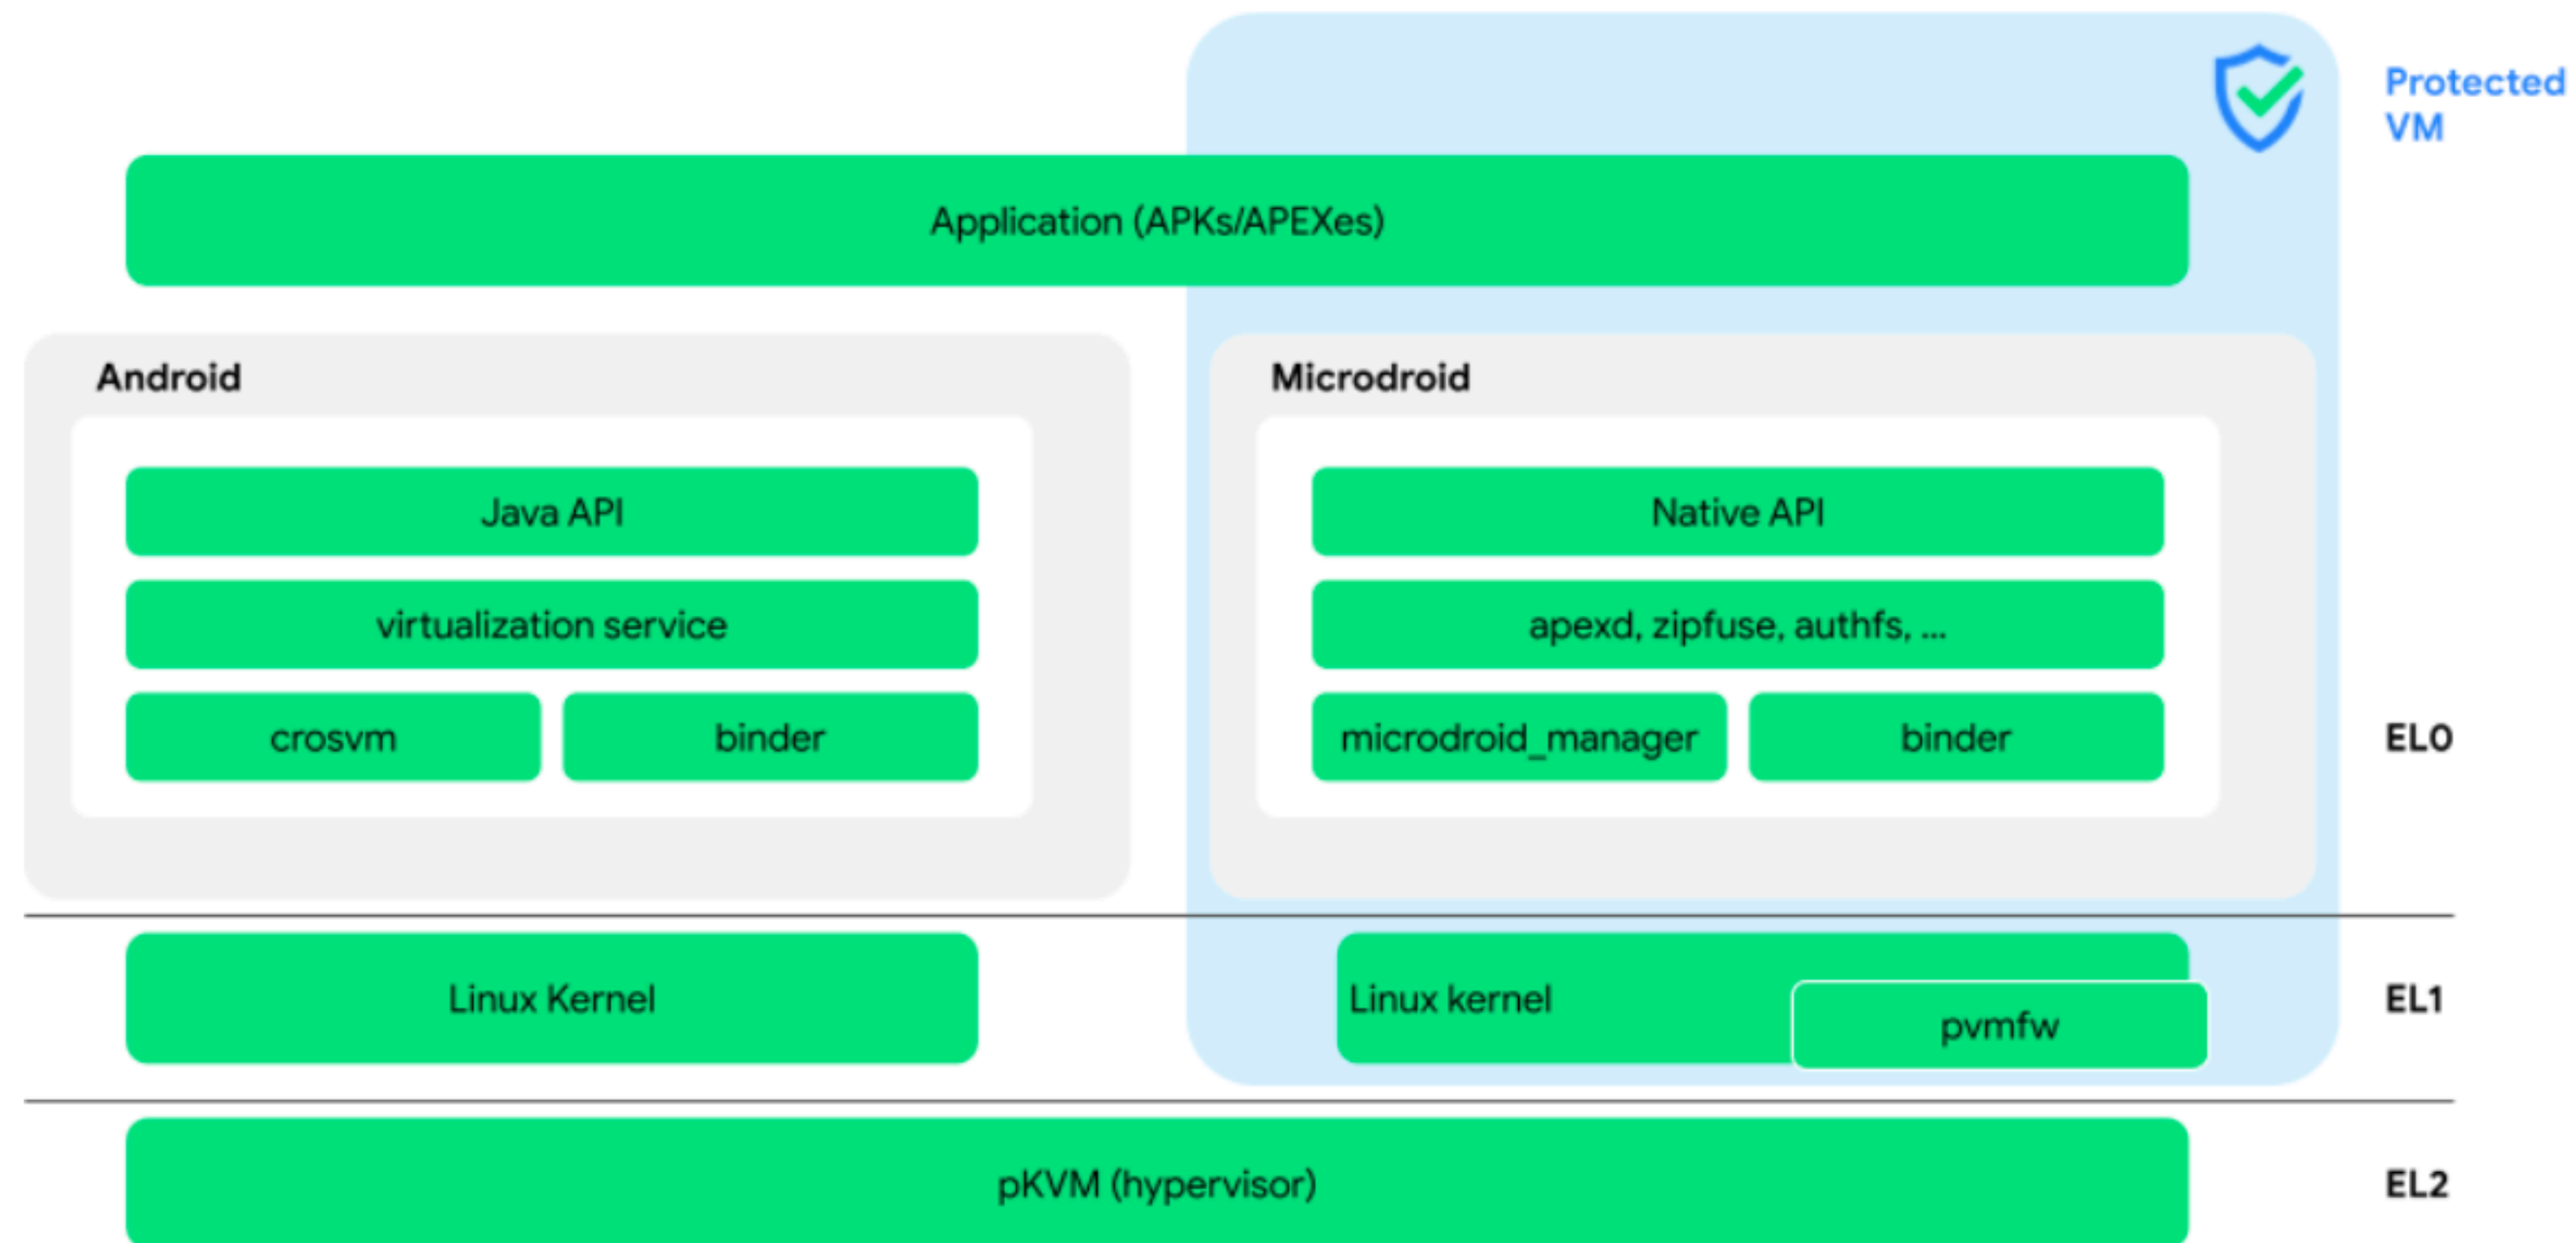 Protected
VM
Application (APKs/APEXes)
Android
Microdroid
Java API
Native API
virtualization service
apexd, zipfuse, authfs, ...
crosvm
binder
microdroid_manager
binder
EL0
Linux Kernel
Linux kernel
pvmfw
EL1
pKVM (hypervisor)
EL2